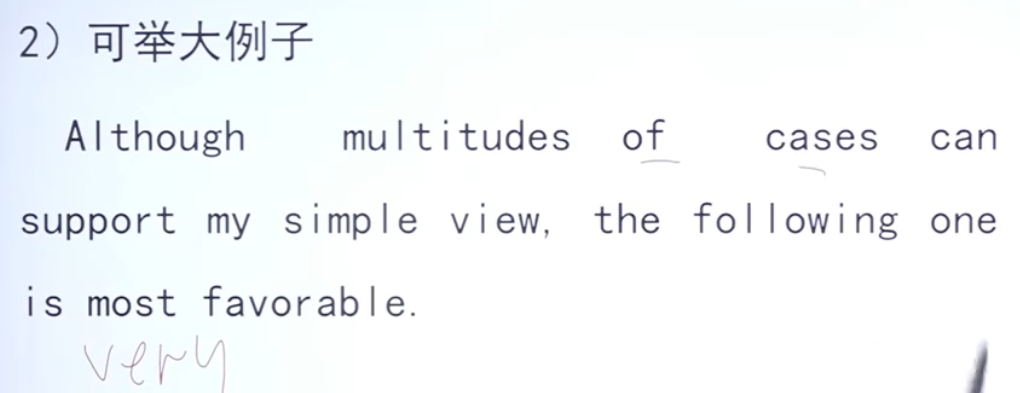 2）可举大例子
Although multitudes of cases can
support my simple view, the following one
is most favorable.
very